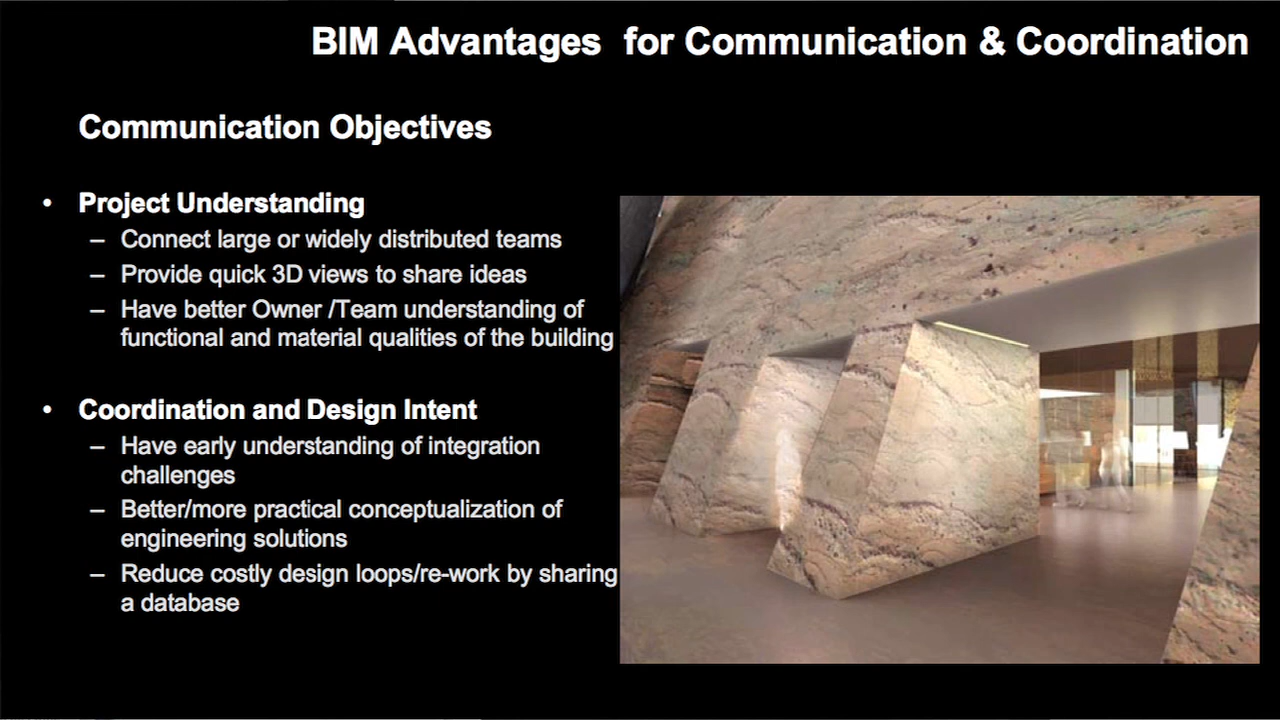 BIM Advantages for Communication & Coordination
Communication Objectives
• Project Understanding
– Connect large or widely distributed teams
– Provide quick 3D views to share ideas
– Have better Owner /Team understanding of
functional and material qualities of the building
• Coordination and Design Intent
– Have early understanding of integration
challenges
– Better/more practical conceptualization of
engineering solutions
– Reduce costly design loops/re-work by sharing
a database